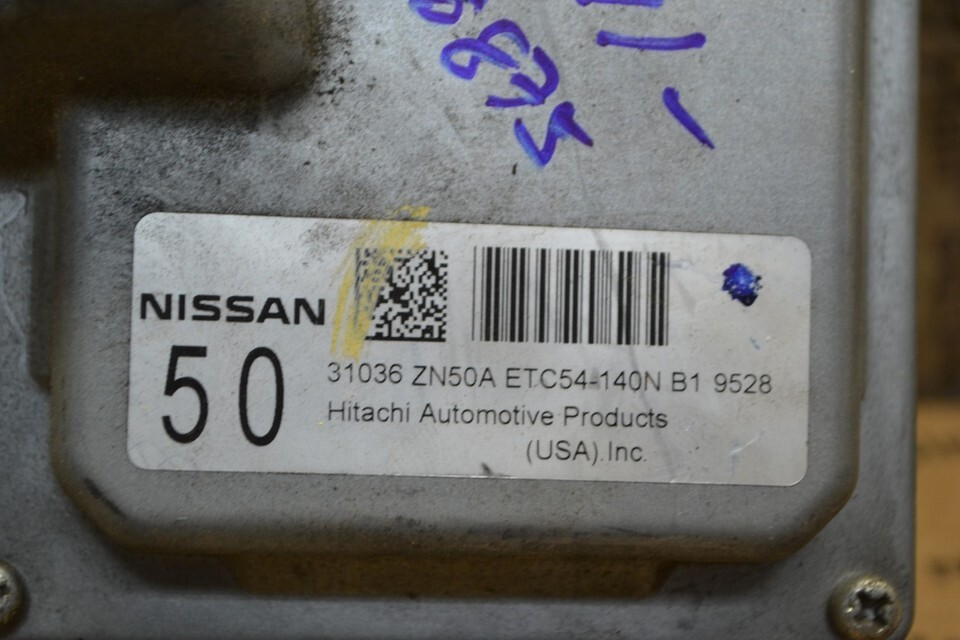 NISSAN
50
31036 ZN50A ETC54-140N B1 9528
Hitachi Automotive Products
(USA).Inc.